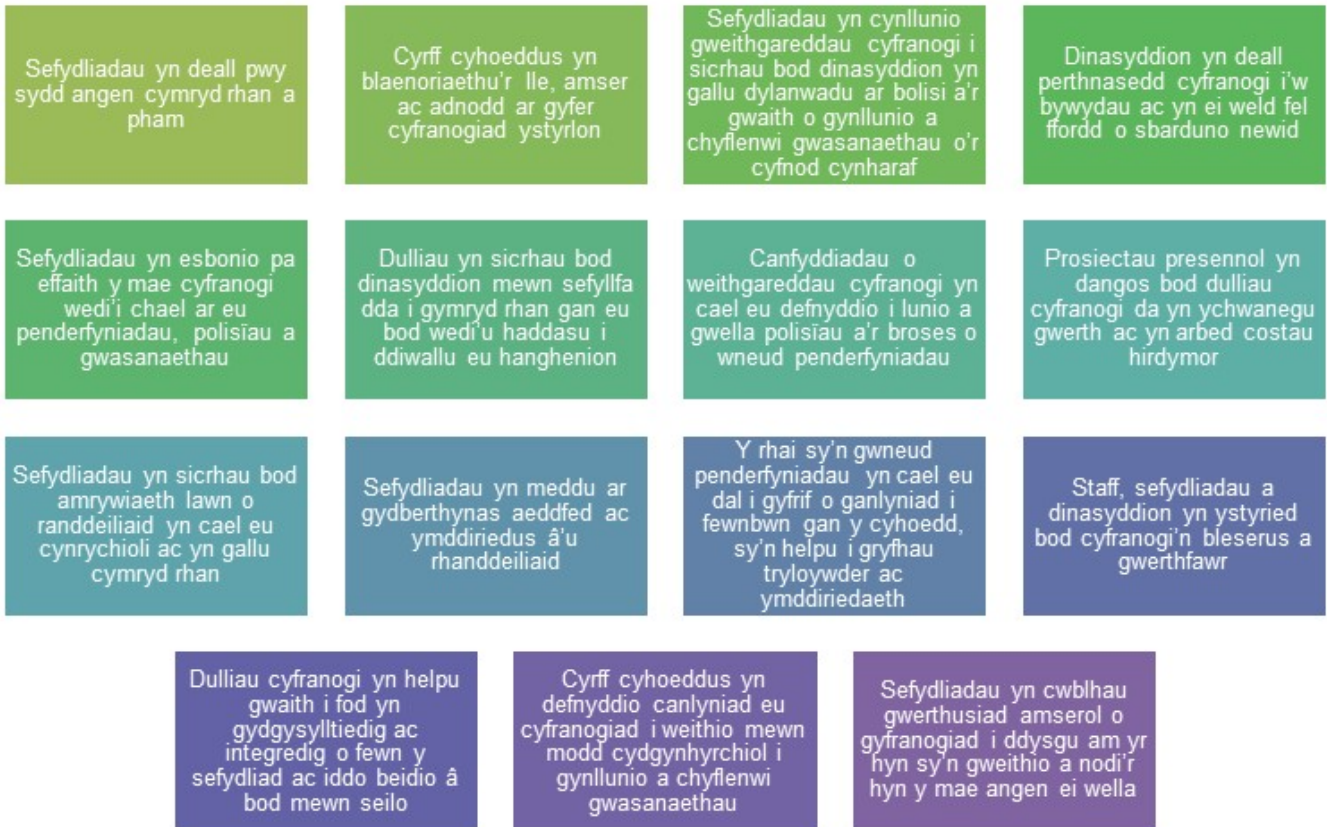 Sefydliadau yn deall pwy
sydd angen cymryd rhan a
pham
Cyrff cyhoeddus yn
blaenoriaethu'r lle, amser
ac adnodd ar gyfer
cyfranogiad ystyrlon
Sefydliadau yn cynllunio
gweithgareddau cyfranogi i
sicrhau bod dinasyddion yn
gallu dylanwadu ar bolisi a'r
gwaith o gynllunio a
chyflenwi gwasanaethau o'r
cyfnod cynharaf
Dinasyddion yn deall
perthnasedd cyfranogi i'w
bywydau ac yn ei weld fel
ffordd o sbarduno newid
Sefydliadau yn esbonio pa
effaith y mae cyfranogi
wedi'i chael ar eu
penderfyniadau, polisïau a
gwasanaethau
Dulliau yn sicrhau bod
dinasyddion mewn sefyllfa
dda i gymryd rhan gan eu
bod wedi'u haddasu i
ddiwallu eu hanghenion
Canfyddiadau o
weithgareddau cyfranogi yn
cael eu defnyddio i lunio a
gwella polisïau a'r broses o
wneud penderfyniadau
Prosiectau presennol yn
dangos bod dulliau
cyfranogi da yn ychwanegu
gwerth ac yn arbed costau
hirdymor
Sefydliadau yn sicrhau bod
amrywiaeth lawn o
randdeiliaid yn cael eu
cynrychioli ac yn gallu
cymryd rhan
Sefydliadau yn meddu ar
gydberthynas aeddfed ac
ymddiriedus â'u
rhanddeiliaid
Y rhai sy'n gwneud
penderfyniadau yn cael eu
dal i gyfrif o ganlyniad i
fewnbwn gan y cyhoedd,
sy'n helpu i gryfhau
tryloywder ac
ymddiriedaeth
Staff, sefydliadau a
dinasyddion yn ystyried
bod cyfranogi'n bleserus a
gwerthfawr
Dulliau cyfranogi yn helpu
gwaith i fod yn
gydgysylltiedig ac
integredig o fewn y
sefydliad ac iddo beidio â
bod mewn seilo
Cyrff cyhoeddus yn
defnyddio canlyniad eu
cyfranogiad i weithio mewn
modd cydgynhyrchiol i
gynllunio a chyflenwi
gwasanaethau
Sefydliadau yn cwblhau
gwerthusiad amserol o
gyfranogiad i ddysgu am yr
hyn sy'n gweithio a nodi'r
hyn y mae angen ei wella